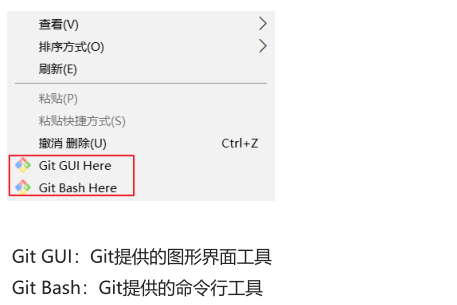 查看(V)
排序方式(O)
刷新(E)
粘贴(P)
粘贴快捷方式(S)
撤消 删除(U) Ctrl+Z
Git GUI Here
Git Bash Here
Git GUI：Git提供的图形界面工具
Git Bash：Git提供的命令行工具